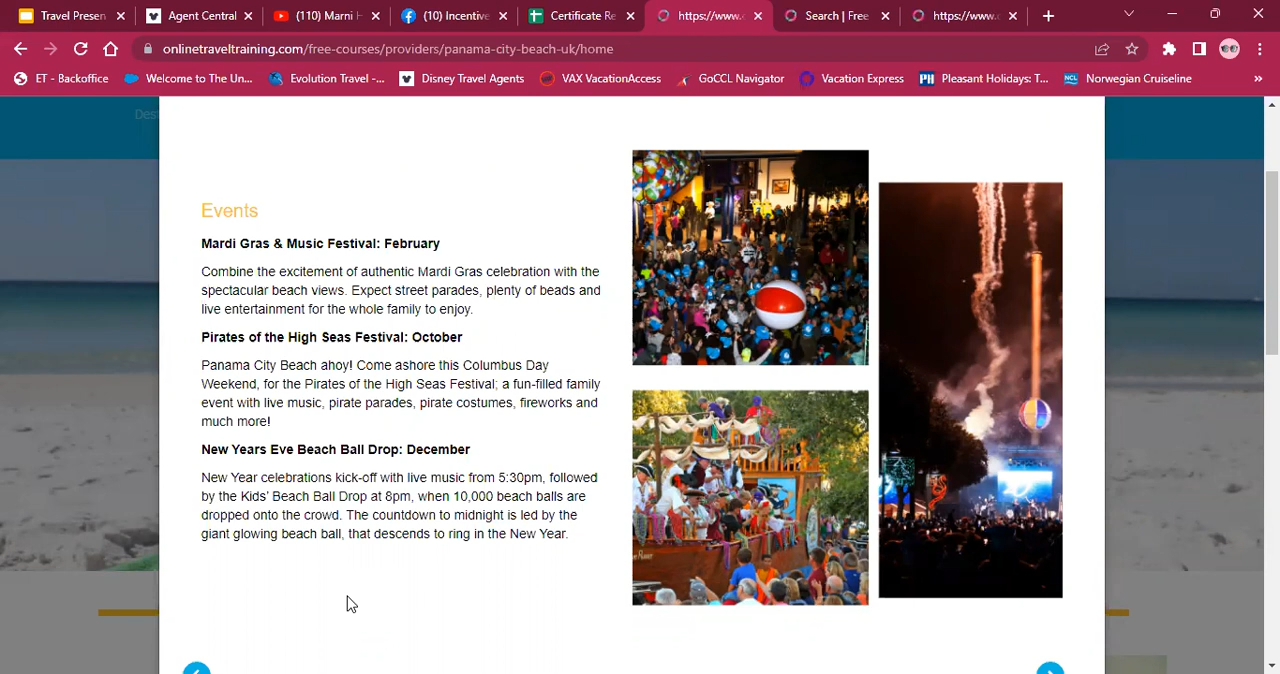 Travel Presen
Agent Central
(110) Marni H
(10) Incentive
Certificate Re
https://www.c
Search | Free
https://www.c
onlinetraveltraining.com/free-courses/providers/panama-city-beach-uk/home
ET - Backoffice
Welcome to The Un...
Evolution Travel -...
Disney Travel Agents
VAX VacationAccess
GoCCL Navigator
Vacation Express
Pleasant Holidays: T...
Norwegian Cruiseline
»
Dest
Events
Mardi Gras & Music Festival: February
Combine the excitement of authentic Mardi Gras celebration with the
spectacular beach views. Expect street parades, plenty of beads and
live entertainment for the whole family to enjoy.
Pirates of the High Seas Festival: October
Panama City Beach ahoy! Come ashore this Columbus Day
Weekend, for the Pirates of the High Seas Festival; a fun-filled family
event with live music, pirate parades, pirate costumes, fireworks and
much more!
New Years Eve Beach Ball Drop: December
New Year celebrations kick-off with live music from 5:30pm, followed
by the Kids' Beach Ball Drop at 8pm, when 10,000 beach balls are
dropped onto the crowd. The countdown to midnight is led by the
giant glowing beach ball, that descends to ring in the New Year.